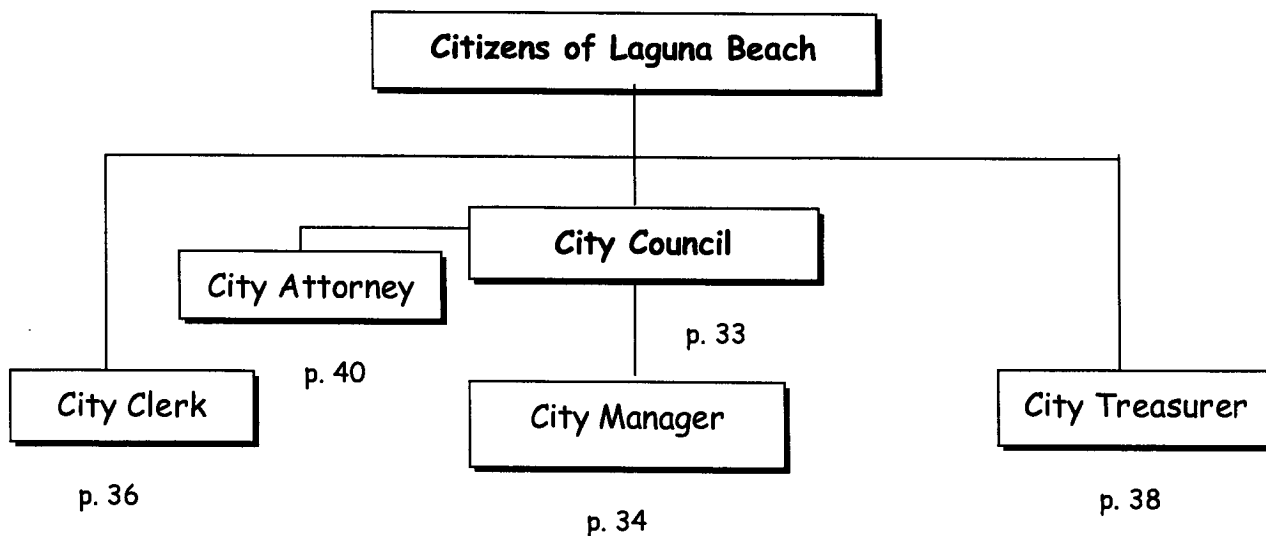 Citizens of Laguna Beach
City Council
City Attorney
p. 33
p. 40
City Clerk
City Manager
City Treasurer
p. 36
p. 34
p. 38